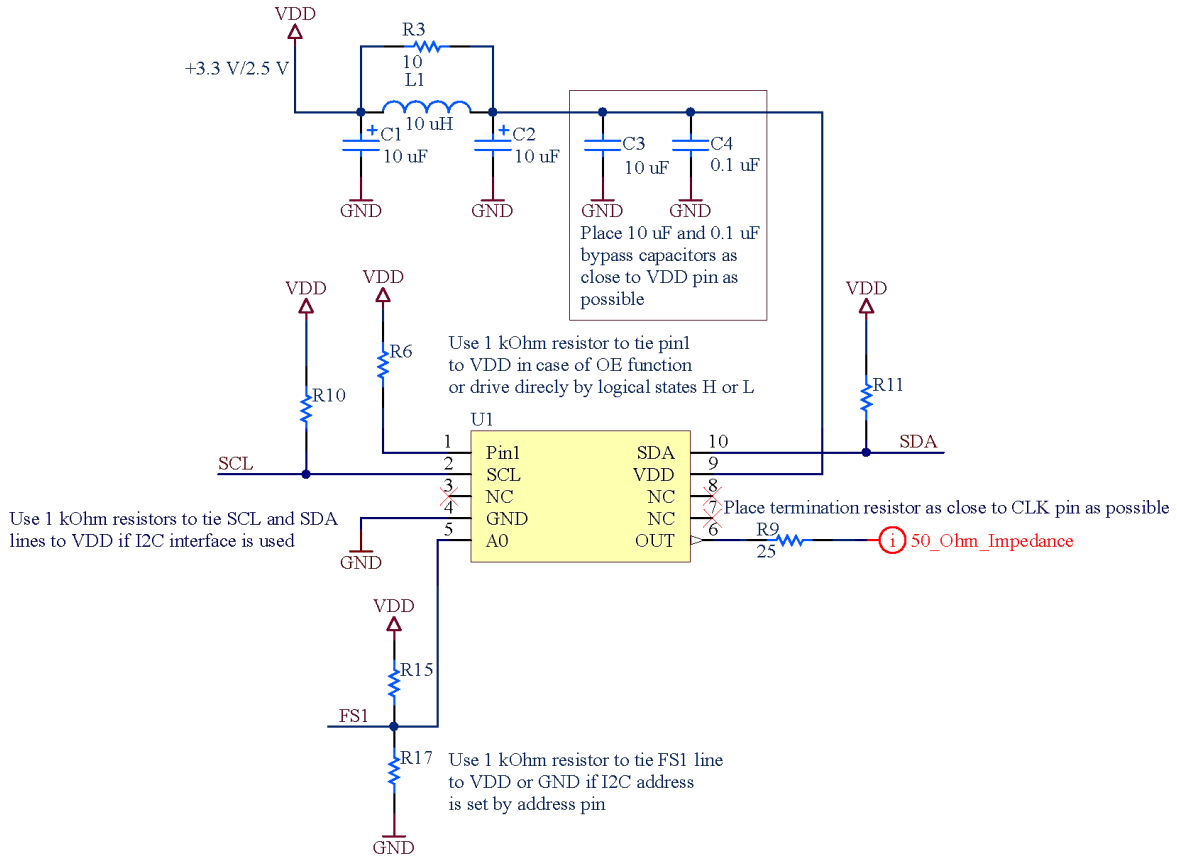 VDD
+3.3 V/2.5 V
R3
10
L1
10 uH
C1
10 uF
C2
10 uF
C3
10 uF
C4
0.1 uF
GND
GND
GND
GND
Place 10 uF and 0.1 uF
bypass capacitors as
close to VDD pin as
possible
VDD
VDD
VDD
R10
R6
R11
Use 1 kOhm resistor to tie pin1
to VDD in case of OE function
or drive direcly by logical states H or L
U1
SCL
SDA
1
2
3
4
5
Pin1
SCL
NC
GND
A0
SDA
VDD
NC
NC
OUT
10
9
8
7
6
Use 1 kOhm resistors to tie SCL and SDA
lines to VDD if I2C interface is used
GND
Place termination resistor as close to CLK pin as possible
R9
25
i 50_Ohm_Impedance
VDD
R15
FS1
R17
GND
Use 1 kOhm resistor to tie FS1 line
to VDD or GND if I2C address
is set by address pin